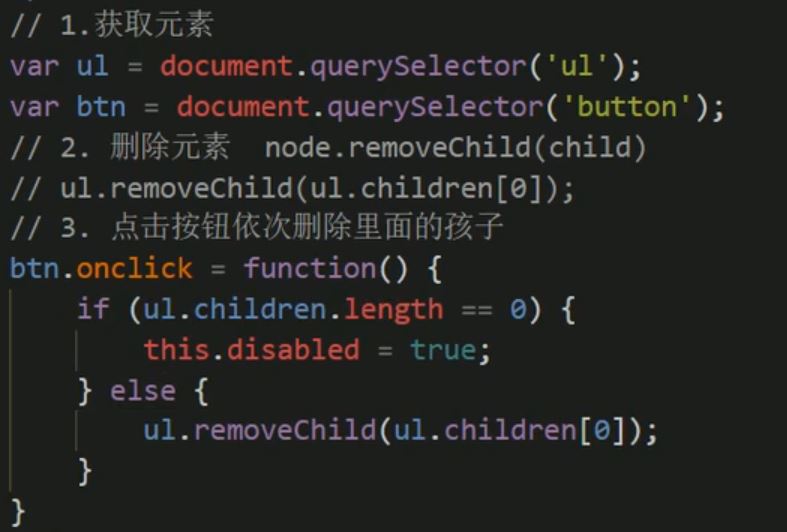 // 1.获取元素
var ul = document.querySelector('ul');
var btn = document.querySelector('button');
// 2. 删除元素  node.removeChild(child)
// ul.removeChild(ul.children[0]);
// 3. 点击按钮依次删除里面的孩子
btn.onclick = function() {
    if (ul.children.length == 0) {
        this.disabled = true;
    } else {
        ul.removeChild(ul.children[0]);
    }
}